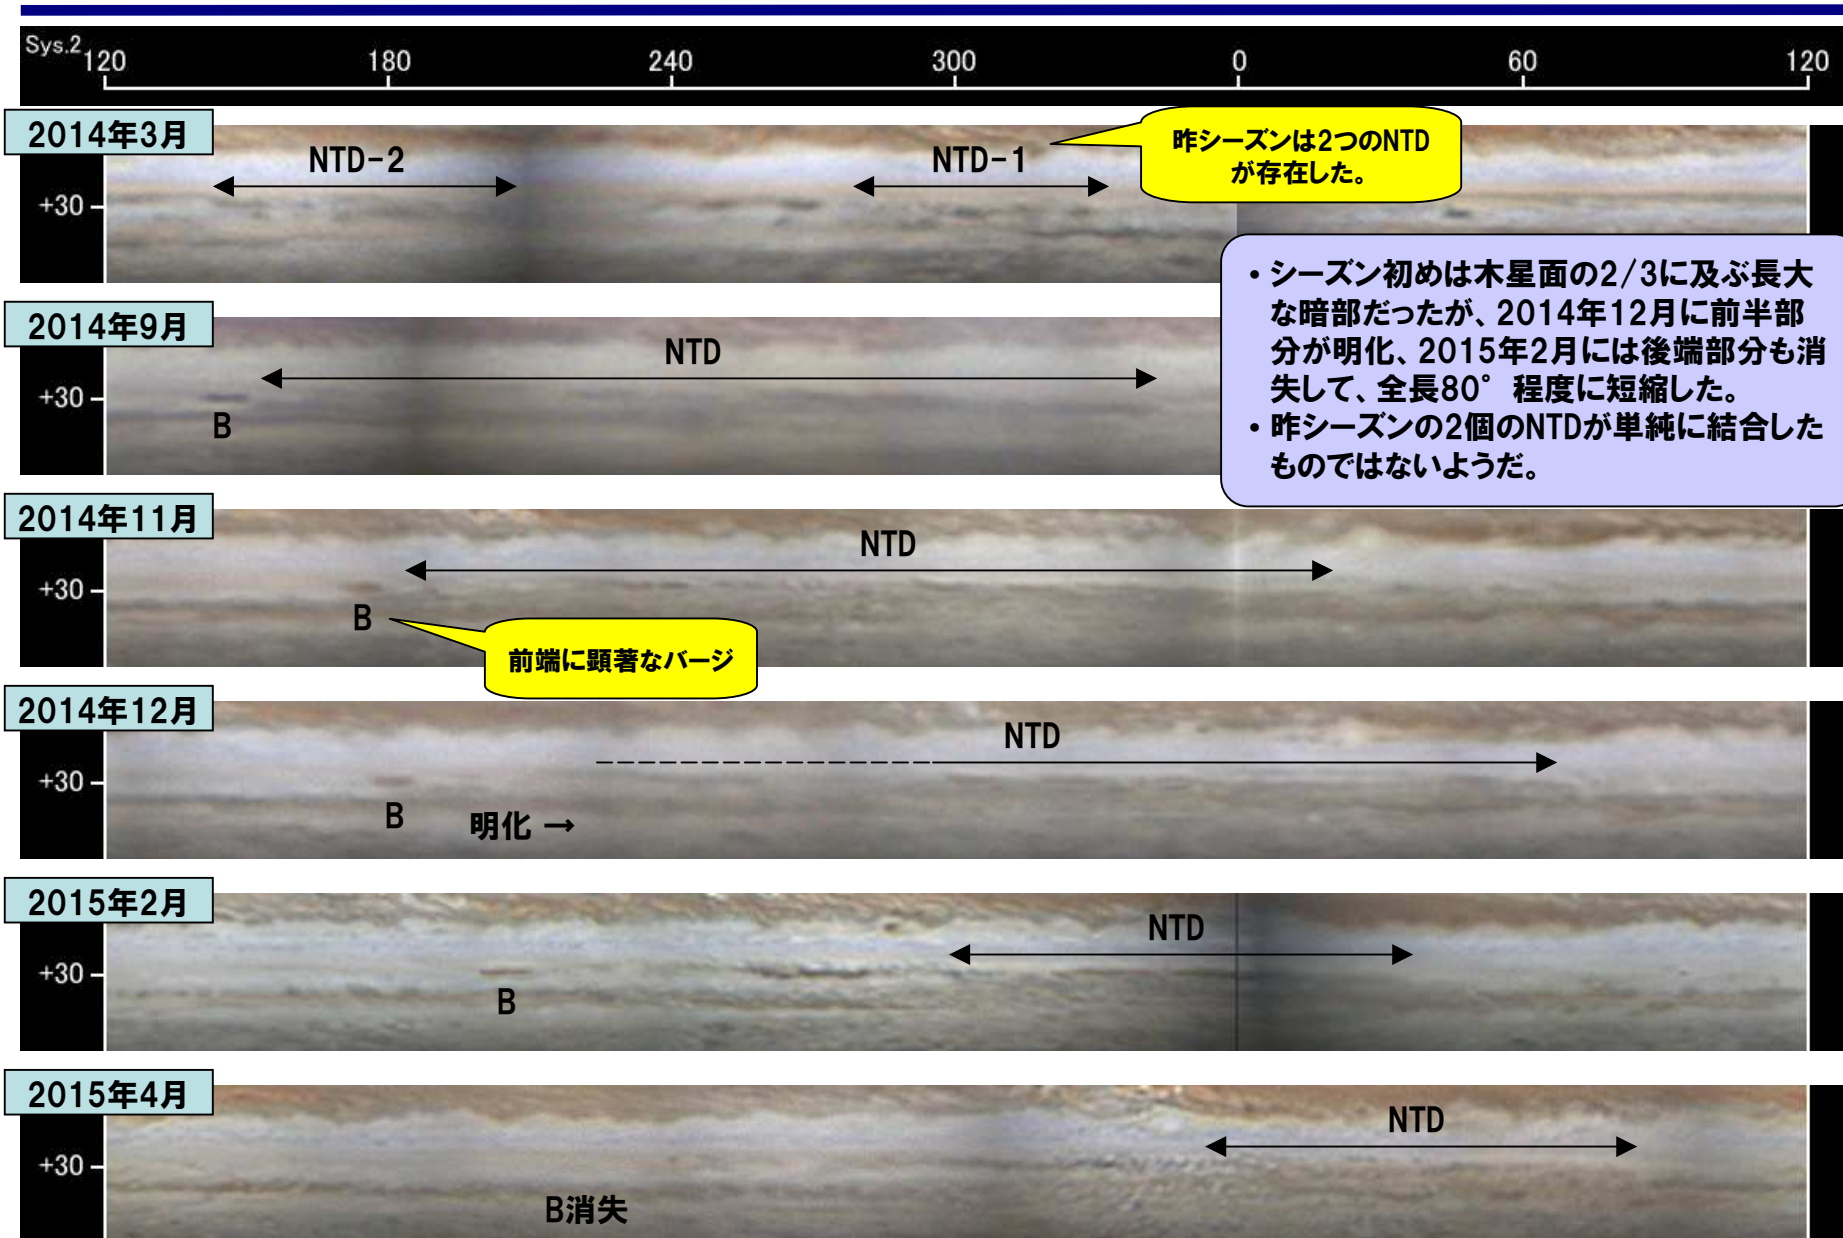 Sys.2
120 180 240 300 0 60 120
2014年3月
NTD-2
NTD-1
昨シーズンは2つのNTD
が存在した。
+30
・シーズン初めは木星面の2/3に及ぶ長大
な暗部だったが、2014年12月に前半部
分が明化、2015年2月には後端部分も消
失して、全長80°程度に短縮した。
・昨シーズンの2個のNTDが単純に結合した
ものではないようだ。
2014年9月
NTD
+30
B
2014年11月
NTD
+30
B
前端に顕著なバージ
2014年12月
NTD
+30
B
明化 →
2015年2月
NTD
+30
B
2015年4月
NTD
+30
B消失